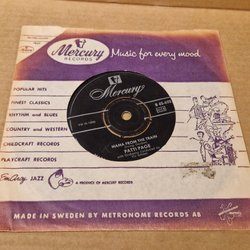 Mercury
RECORDS
Music for every mood
Mercury
B 45-690
POPULAR HITS
FINEST CLASSICS
RHYTHM and BLUES
COUNTRY and WESTERN
CHILDCRAFT RECORDS
PLAYCRAFT RECORDS
MAMA FROM THE TRAIN
PATTI PAGE
EmArcy JAZZ
A PRODUCT OF MERCURY RECORDS
MADE IN SWEDEN BY METRONOME RECORDS AB